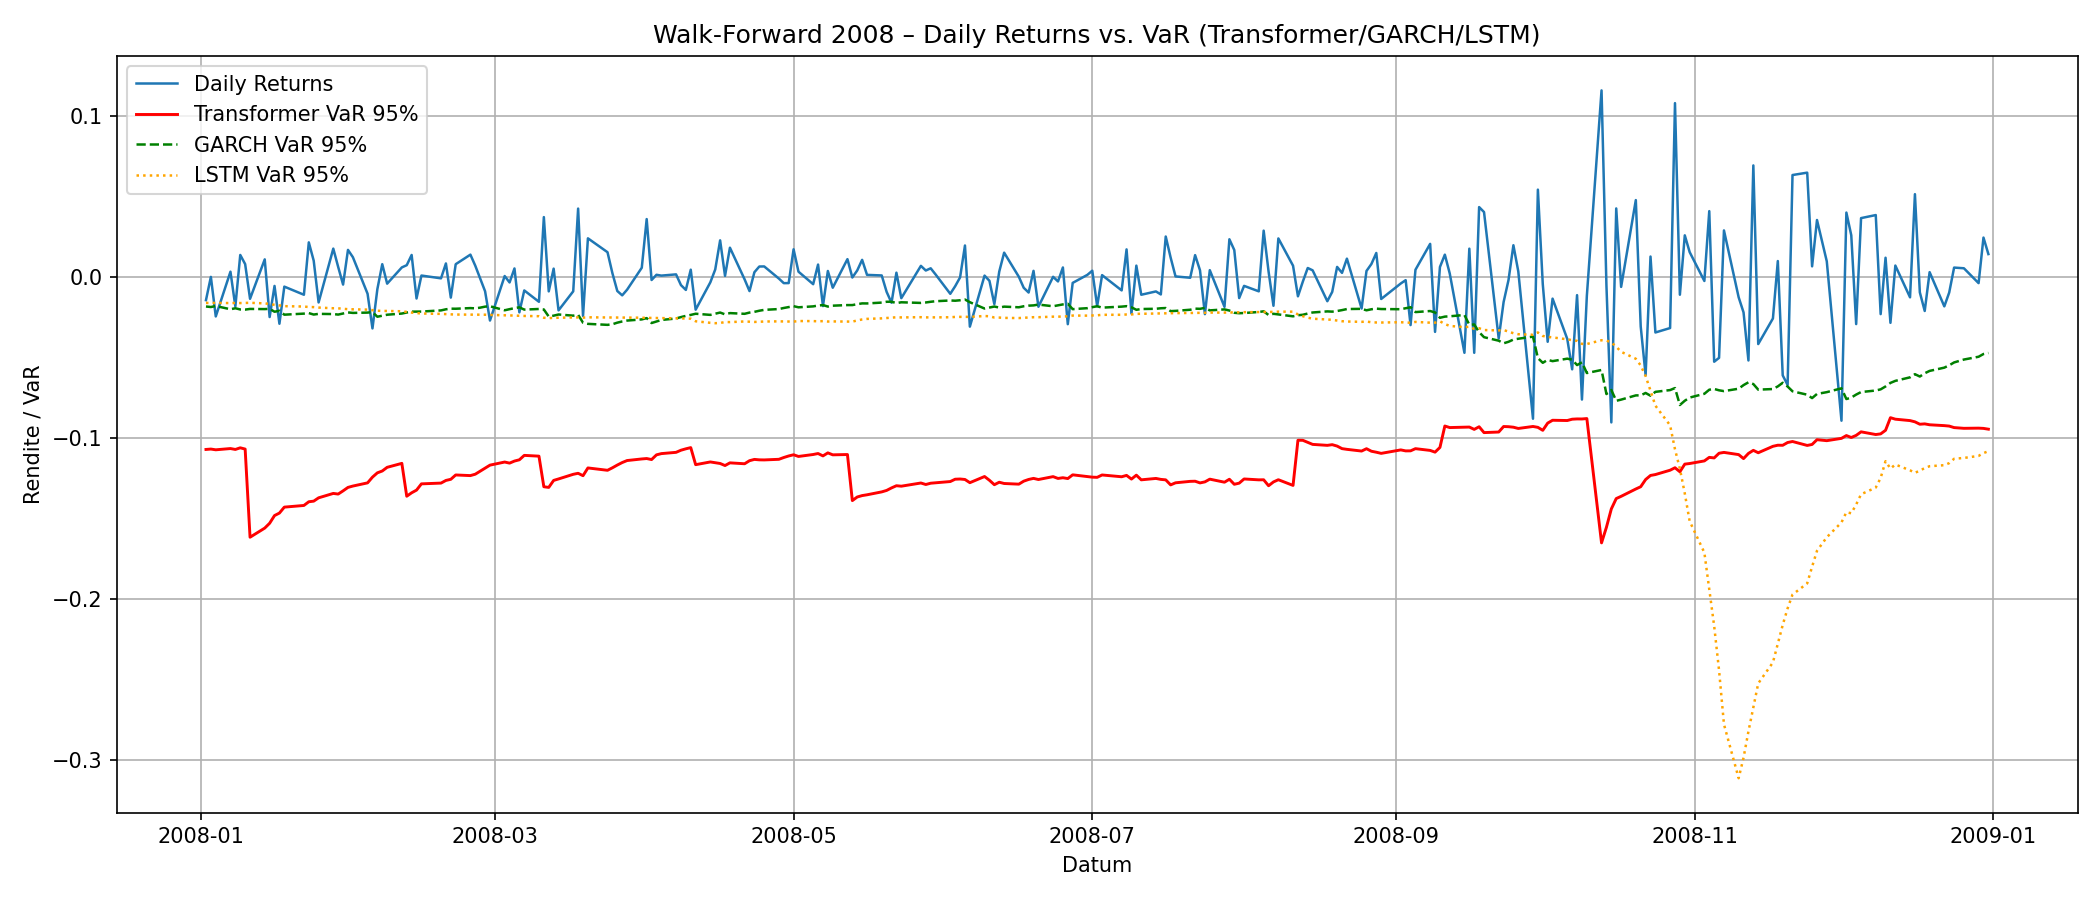 Walk-Forward 2008 – Daily Returns vs. VaR (Transformer/GARCH/LSTM)
Daily Returns
Transformer VaR 95%
GARCH VaR 95%
LSTM VaR 95%
Rendite / VaR
0.1
0.0
−0.1
−0.2
−0.3
2008-01 2008-03 2008-05 2008-07 2008-09 2008-11 2009-01
Datum